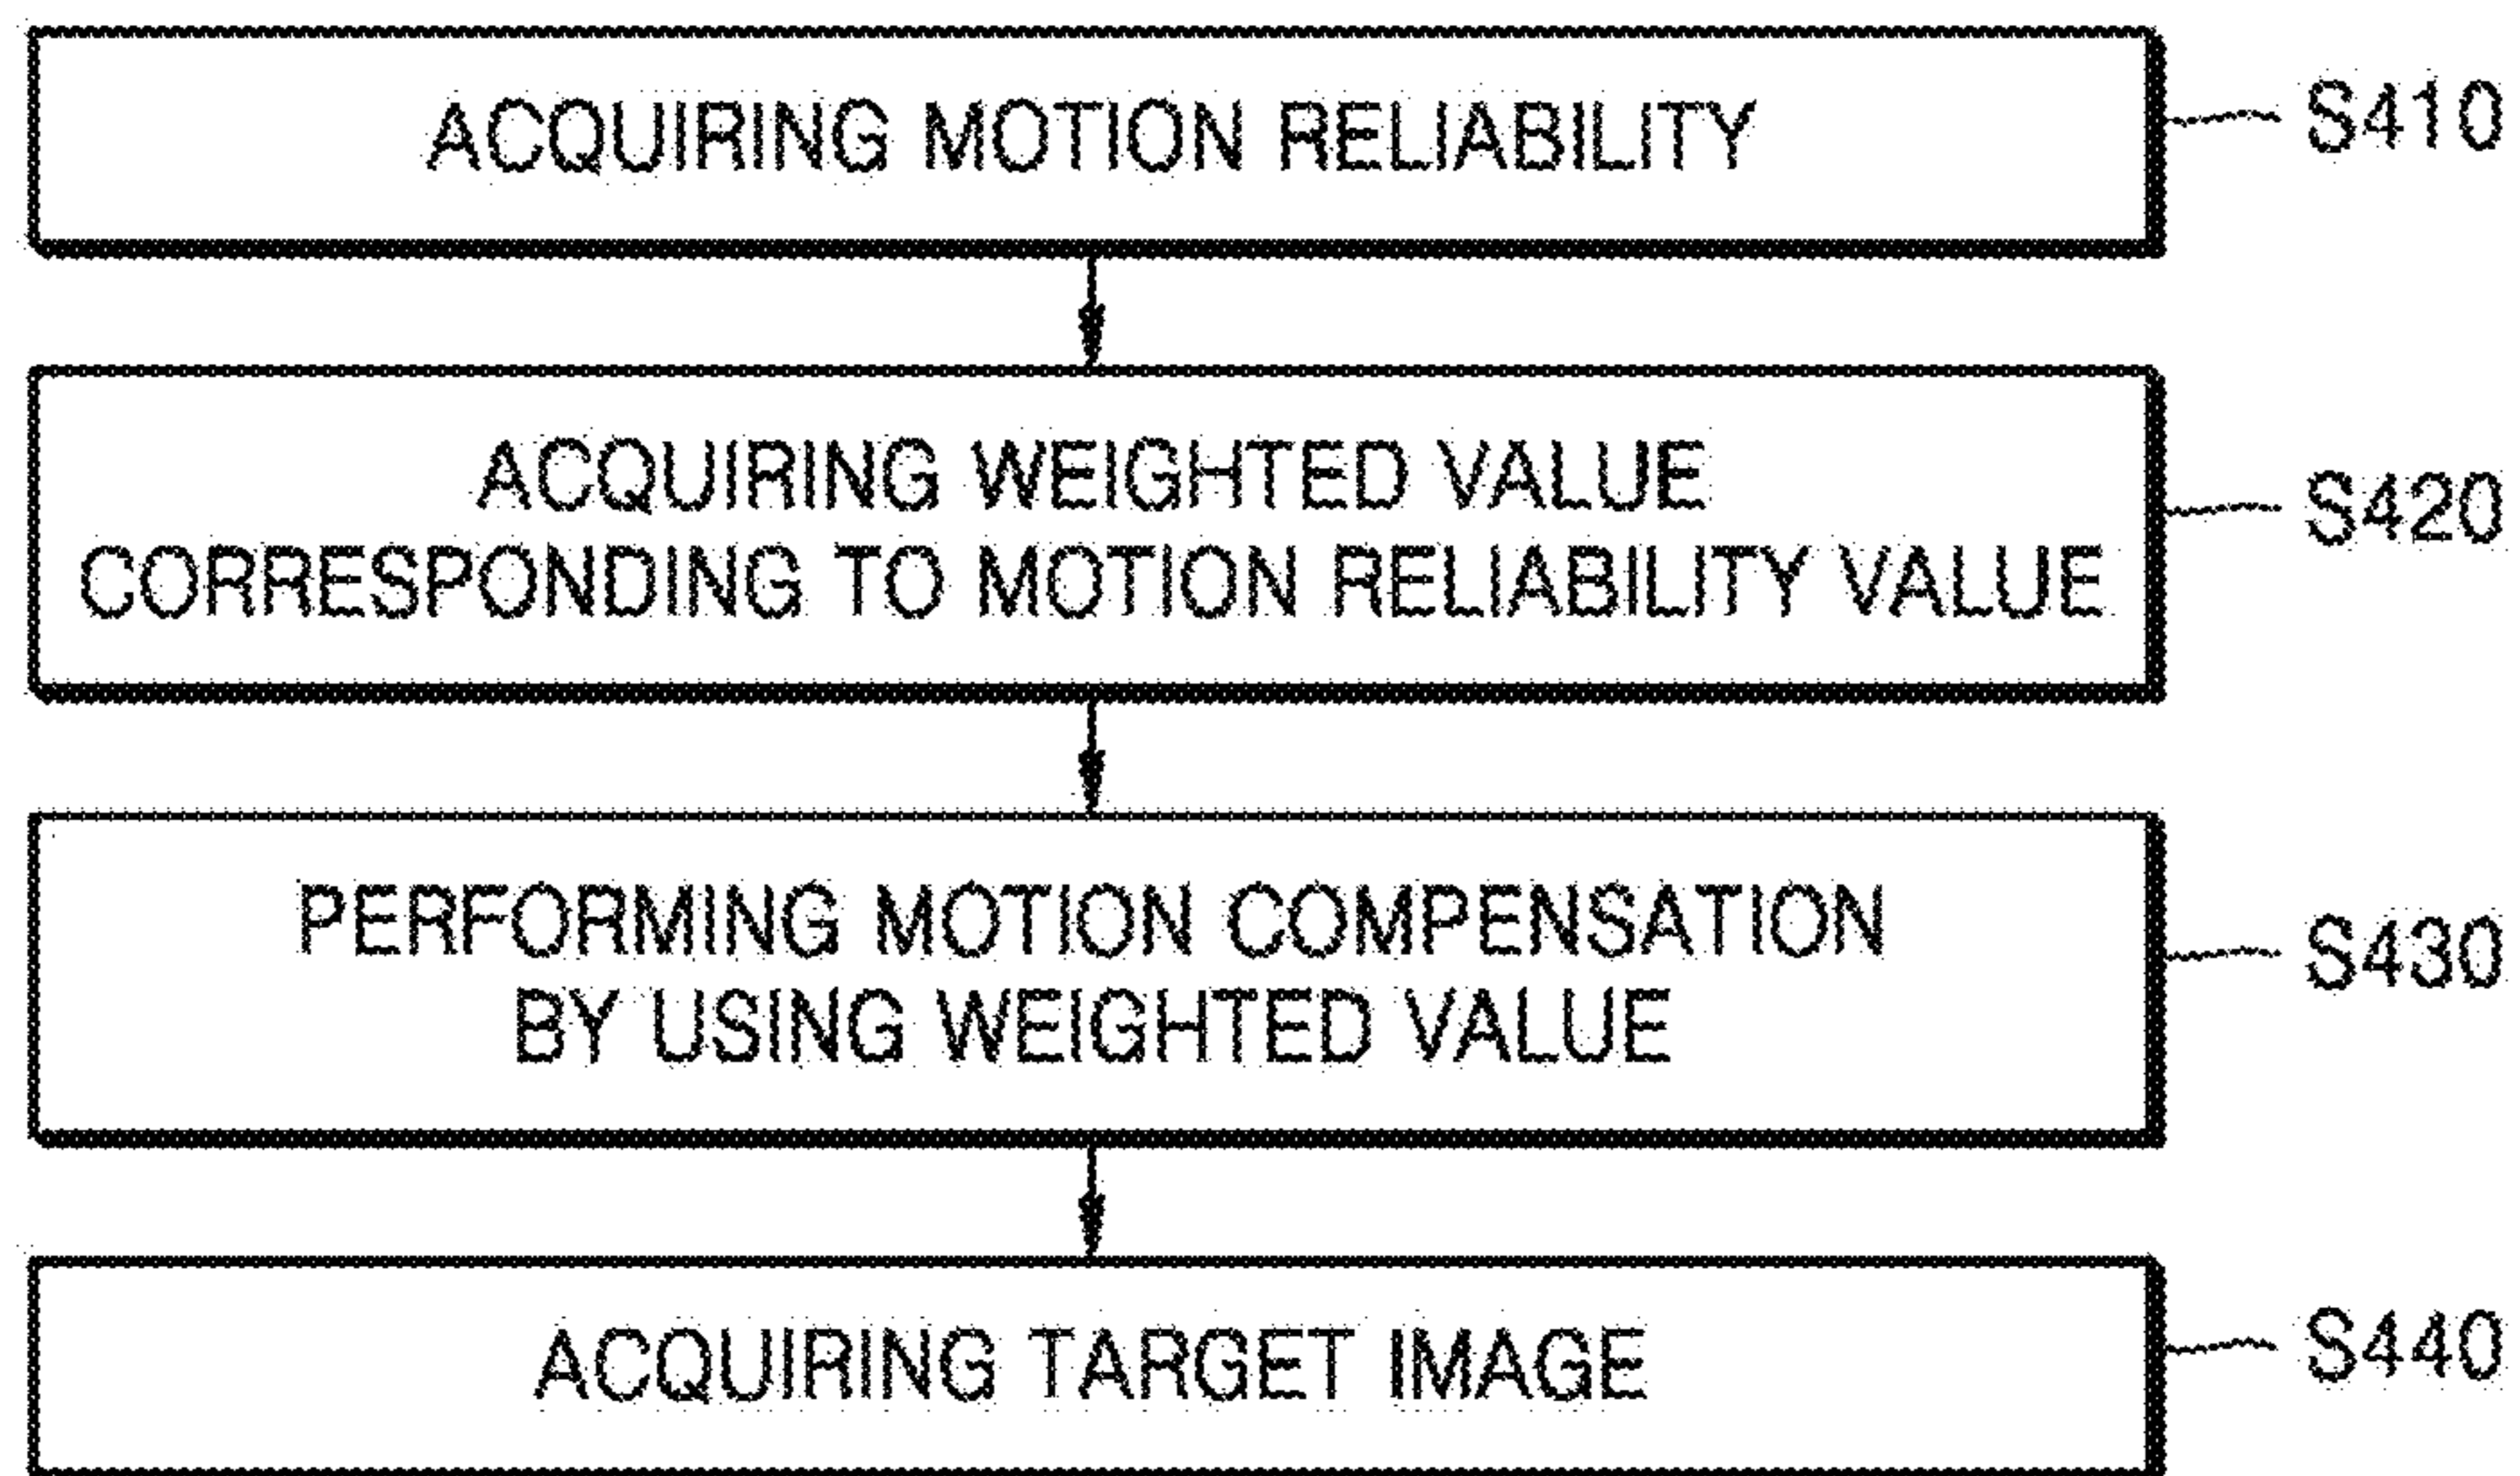 ACQUIRING MOTION RELIABILITY
S410
ACQUIRING WEIGHTED VALUE
CORRESPONDING TO MOTION RELIABILITY VALUE
S420
PERFORMING MOTION COMPENSATION
BY USING WEIGHTED VALUE
S430
ACQUIRING TARGET IMAGE
S440